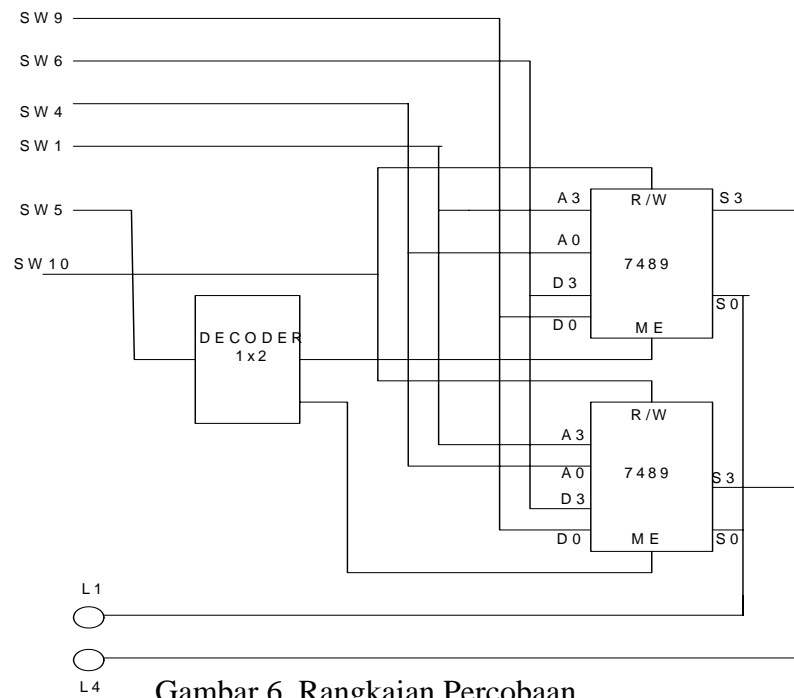 SW9
SW6
SW4
SW1
SW5
SW10
DECODER
1x2
A3
R/W
S3
A0
7489
D3
S0
D0
ME
R/W
A3
A0
7489
S3
D3
D0
ME
S0
L1
L4
Gambar 6. Rangkaian Percobaan